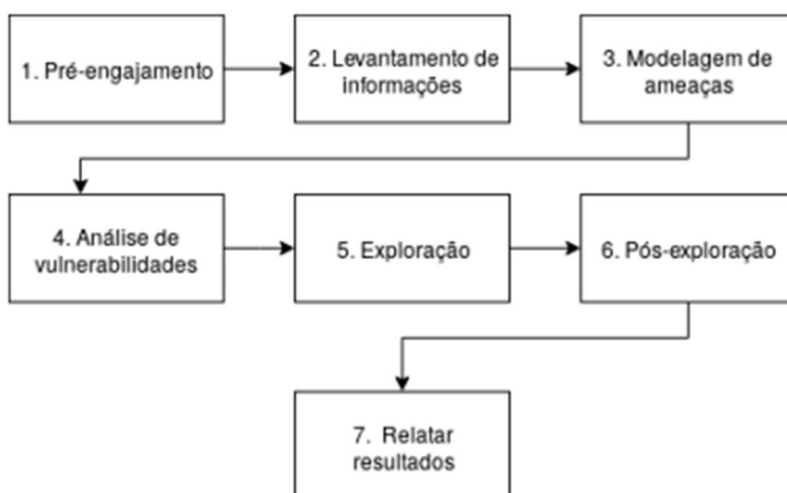 1. Pré-engajamento
2. Levantamento de
informações
3. Modelagem de
ameaças
4. Análise de
vulnerabilidades
5. Exploração
6. Pós-exploração
7. Relatar
resultados